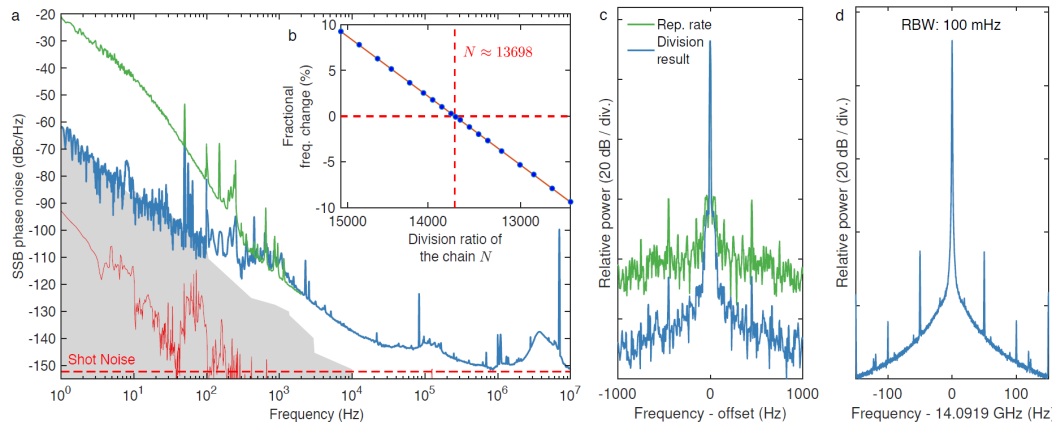 a
SSB phase noise (dBc/Hz)
-20
-30
-40
-50
-60
-70
-80
-90
-100
-110
-120
-130
-140
-150
Shot Noise
10^0
10^1
10^2
10^3
10^4
10^5
10^6
10^7
Frequency (Hz)
b
Fractional
freq. change (%)
10
5
0
-5
-10
N ≈ 13698
15000
14000
13000
Division ratio of
the chain N
c
Relative power (20 dB / div.)
Rep. rate
Division
result
-1000
0
1000
Frequency - offset (Hz)
d
Relative power (20 dB / div.)
RBW: 100 mHz
-100
0
100
Frequency - 14.0919 GHz (Hz)